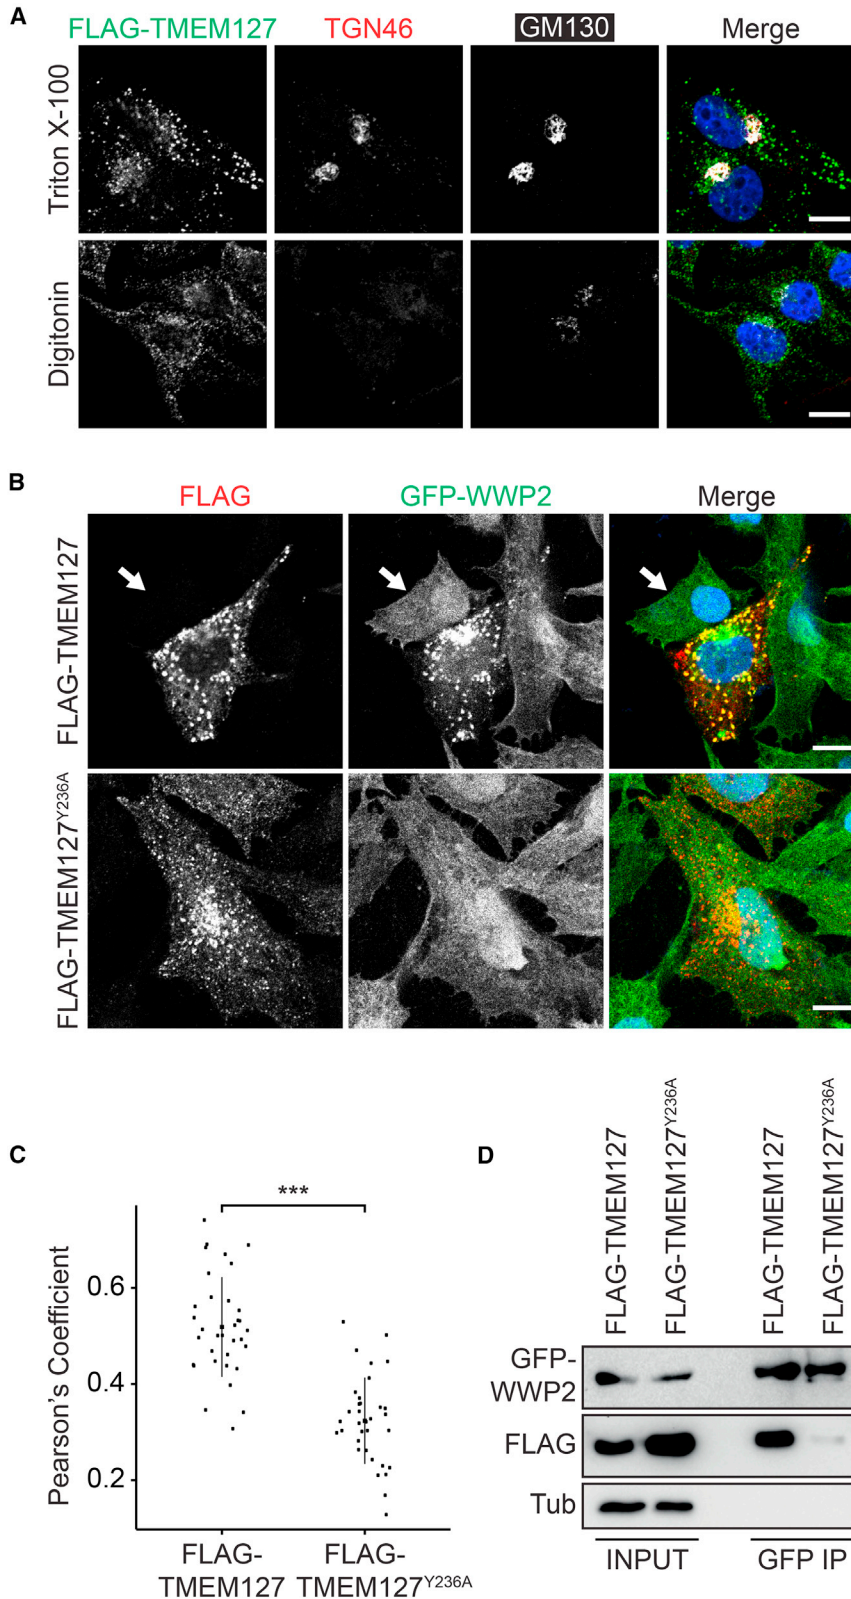 A
FLAG-TMEM127 TGN46 GM130 Merge
Triton X-100
Digitonin
B
FLAG GFP-WWP2 Merge
FLAG-TMEM127
FLAG-TMEM127Y236A
C
***
Pearson's Coefficient
0.6
0.4
0.2
FLAG-
TMEM127
FLAG-
TMEM127Y236A
D
FLAG-TMEM127
FLAG-TMEM127Y236A
FLAG-TMEM127
FLAG-TMEM127Y236A
GFP-
WWP2
FLAG
Tub
INPUT GFP IP